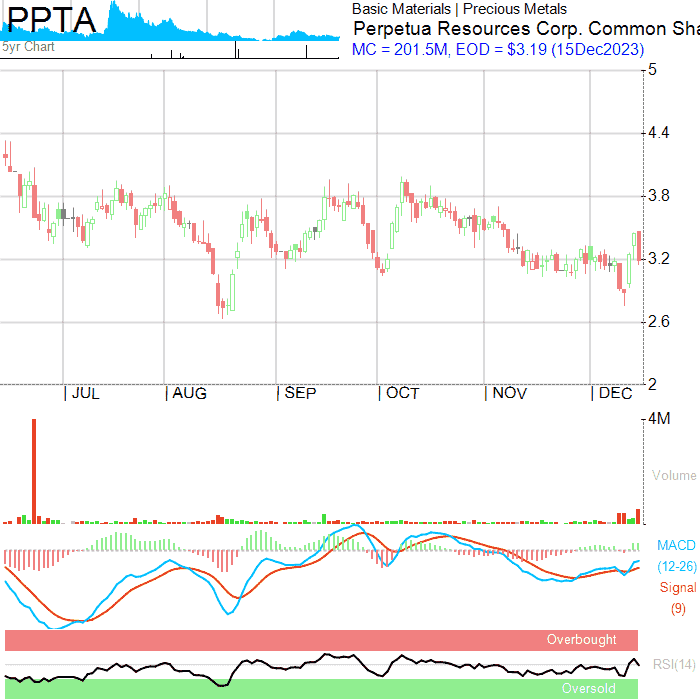 PPTA
5yr Chart
Basic Materials | Precious Metals
Perpetua Resources Corp. Common Sha
MC = 201.5M, EOD = $3.19 (15Dec2023)
5
4.4
3.8
3.2
2.6
2
| JUL | AUG | SEP | OCT | NOV | DEC
4M
Volume
MACD
(12-26)
Signal
(9)
Overbought
RSI(14)
Oversold